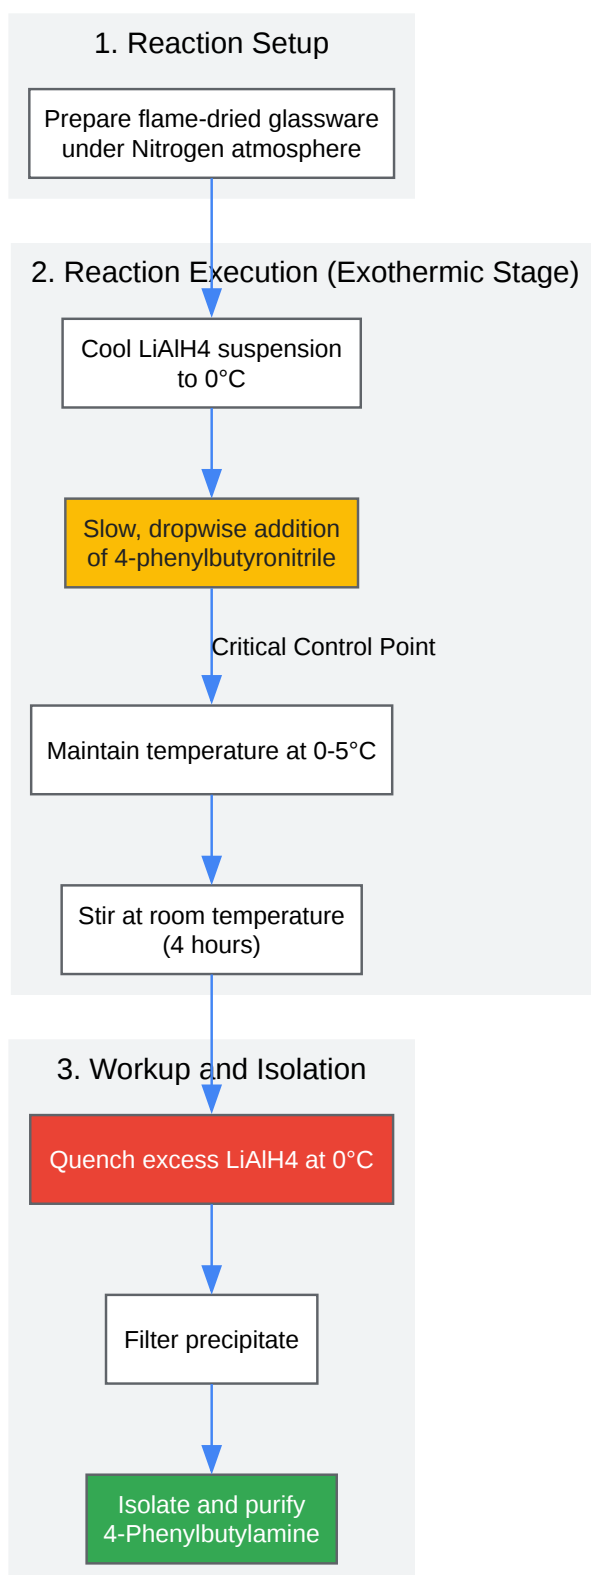 1. Reaction Setup
Prepare flame-dried glassware
under Nitrogen atmosphere
2. Reaction Execution (Exothermic Stage)
Cool LiAlH4 suspension
to 0°C
Slow, dropwise addition
of 4-phenylbutyronitrile
Critical Control Point
Maintain temperature at 0-5°C
Stir at room temperature
(4 hours)
3. Workup and Isolation
Quench excess LiAlH4 at 0°C
Filter precipitate
Isolate and purify
4-Phenylbutylamine